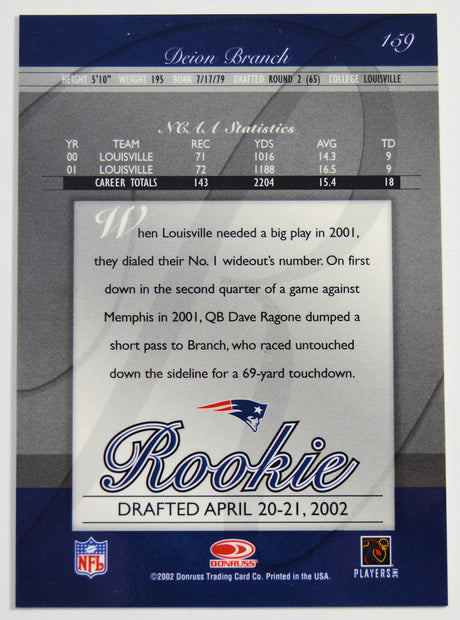 159
Deion Branch
HEIGHT 5'10" WEIGHT 195 BORN 7/17/79 DRAFTED ROUND 2 (65) COLLEGE LOUISVILLE
NCAA Statistics
YR TEAM REC YDS AVG TD
00 LOUISVILLE 71 1016 14.3 9
01 LOUISVILLE 72 1188 16.5 9
CAREER TOTALS 143 2204 15.4 18
When Louisville needed a big play in 2001,
they dialed their No. 1 wideout's number. On first
down in the second quarter of a game against
Memphis in 2001, QB Dave Ragone dumped a
short pass to Branch, who raced untouched
down the sideline for a 69-yard touchdown.
Rookie
DRAFTED APRIL 20-21, 2002
NFL
DONRUSS
PLAYERS INC
©2002 Donruss Trading Card Co. Printed in the USA.